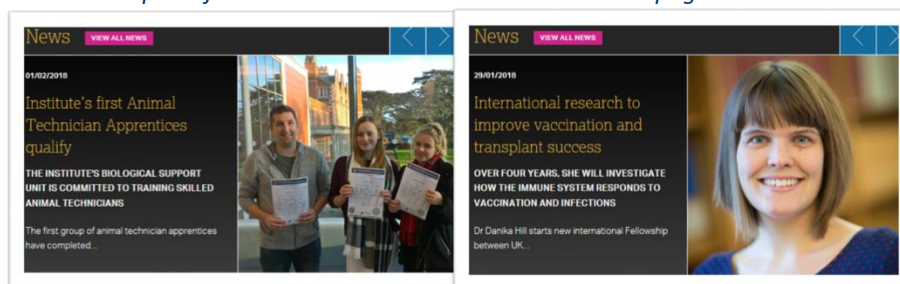 News VIEW ALL NEWS
01/02/2018
Institute's first Animal
Technician Apprentices
qualify
THE INSTITUTE'S BIOLOGICAL SUPPORT
UNIT IS COMMITTED TO TRAINING SKILLED
ANIMAL TECHNICIANS
The first group of animal technician apprentices
have completed...
News VIEW ALL NEWS
29/01/2018
International research to
improve vaccination and
transplant success
OVER FOUR YEARS, SHE WILL INVESTIGATE
HOW THE IMMUNE SYSTEM RESPONDS TO
VACCINATION AND INFECTIONS
Dr Danika Hill starts new international Fellowship
between UK...